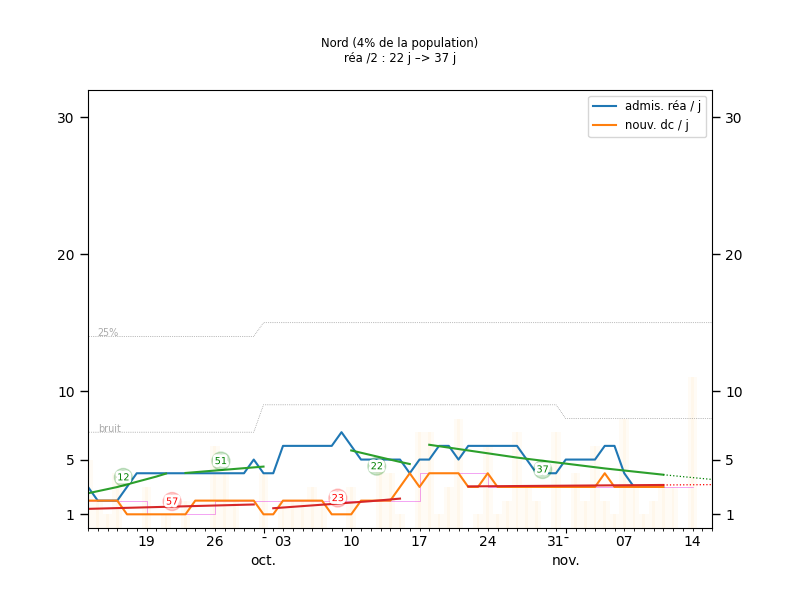 Nord (4% de la population)
réa /2 : 22 j –> 37 j
admis. réa / j
nouv. dc / j
30 30
20 20
25%
10 10
bruit
5 5
12 51 22 37
57 23
1 1
19 26 - 03 10 17 24 31- 07 14
oct. nov.